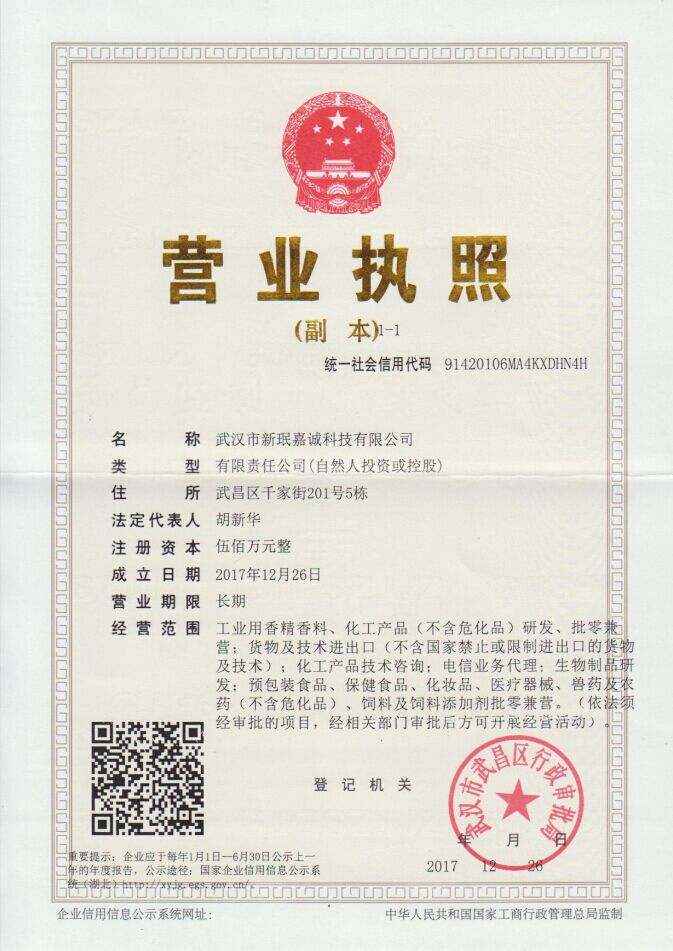 营业执照
(副 本)1-1
统一社会信用代码 91420106MA4KXDHN4H
名 称 武汉市新珉嘉诚科技有限公司
类 型 有限责任公司(自然人投资或控股)
住 所 武昌区千家街201号5栋
法定代表人 胡新华
注册资本 伍佰万元整
成立日期 2017年12月26日
营业期限 长期
经营范围 工业用香精香料、化工产品（不含危化品）研发、批零兼
营；货物及技术进出口（不含国家禁止或限制进出口的货物
及技术）；化工产品技术咨询；电信业务代理；生物制品研
发；预包装食品、保健食品、化妆品、医疗器械、兽药及农
药（不含危化品）、饲料及饲料添加剂批零兼营。（依法须
经审批的项目，经相关部门审批后方可开展经营活动）。
登记机关
武汉市武昌区行政审批局
年 月 日
2017 12 26
重要提示：企业应于每年1月1日—6月30日公示上一
年的年度报告，公示途径：国家企业信用信息公示系
统（湖北）http://xyjg.egs.gov.cn/。
企业信用信息公示系统网址:
中华人民共和国国家工商行政管理总局监制